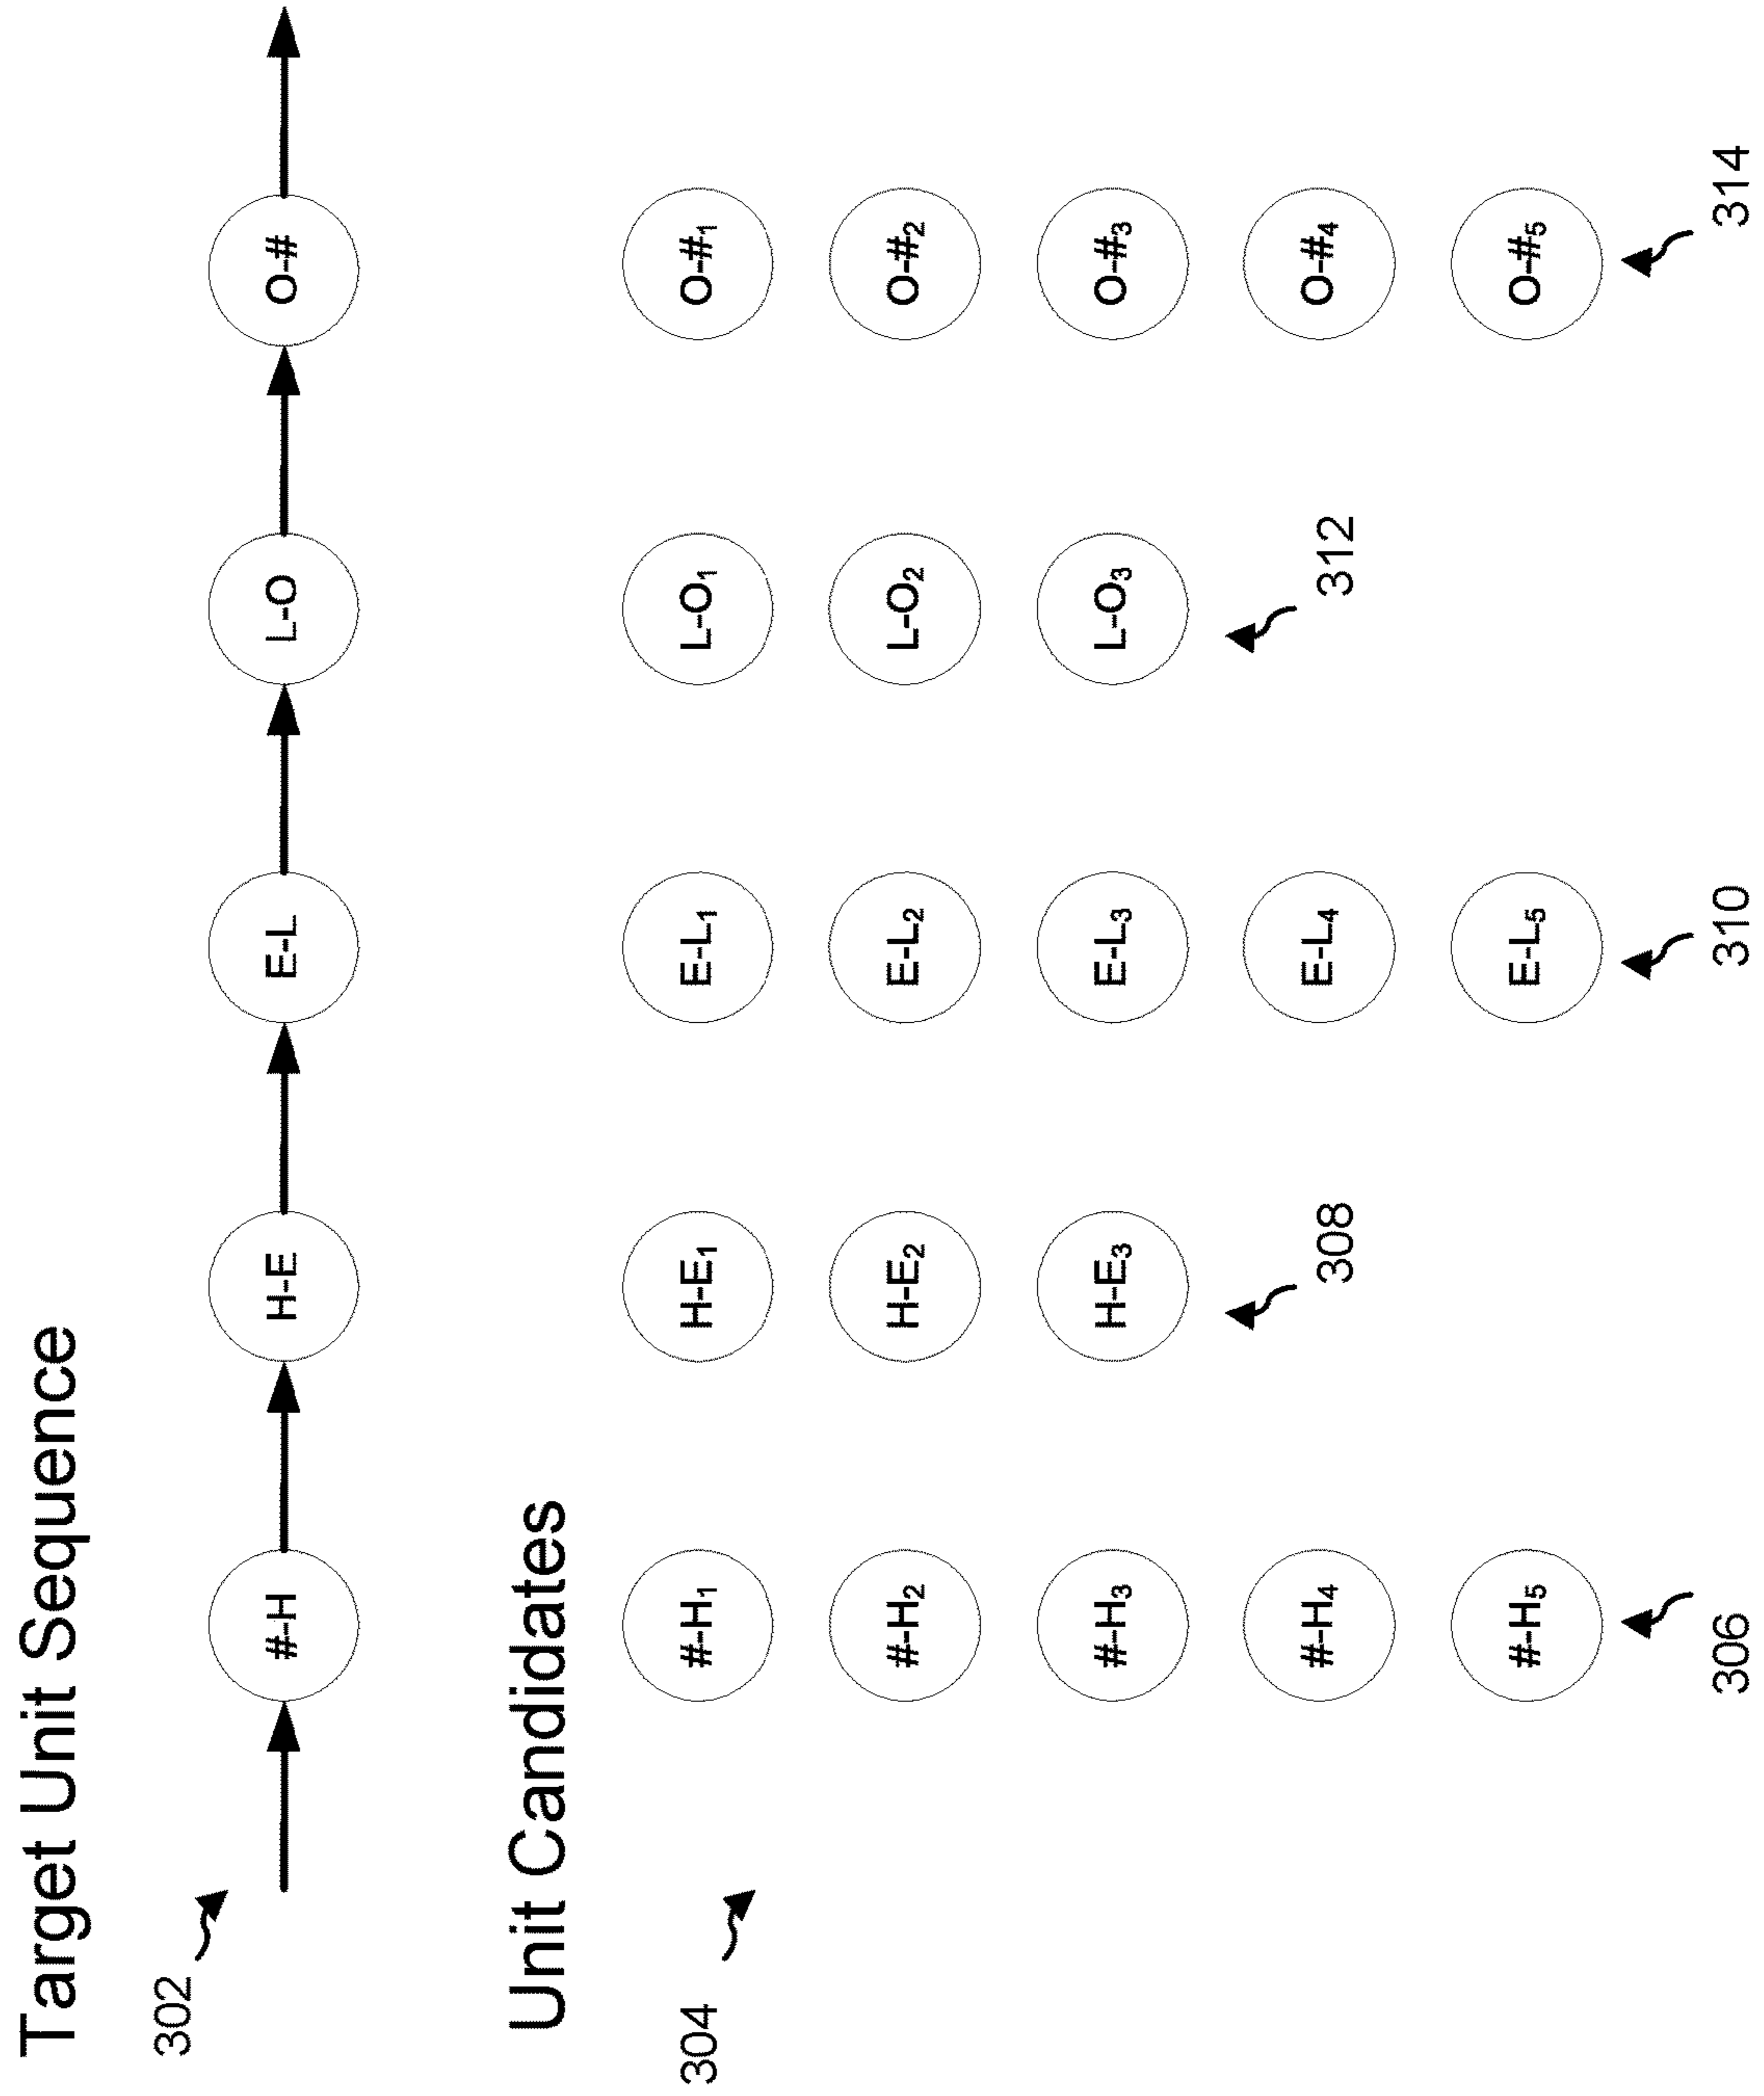 Target Unit Sequence
302
#-H H-E E-L L-O O-#
Unit Candidates
304
#-H₁ H-E₁ E-L₁ L-O₁ O-#₁
#-H₂ H-E₂ E-L₂ L-O₂ O-#₂
#-H₃ H-E₃ E-L₃ L-O₃ O-#₃
#-H₄ E-L₄ O-#₄
308 312
#-H₅ E-L₅ O-#₅
306 310 314